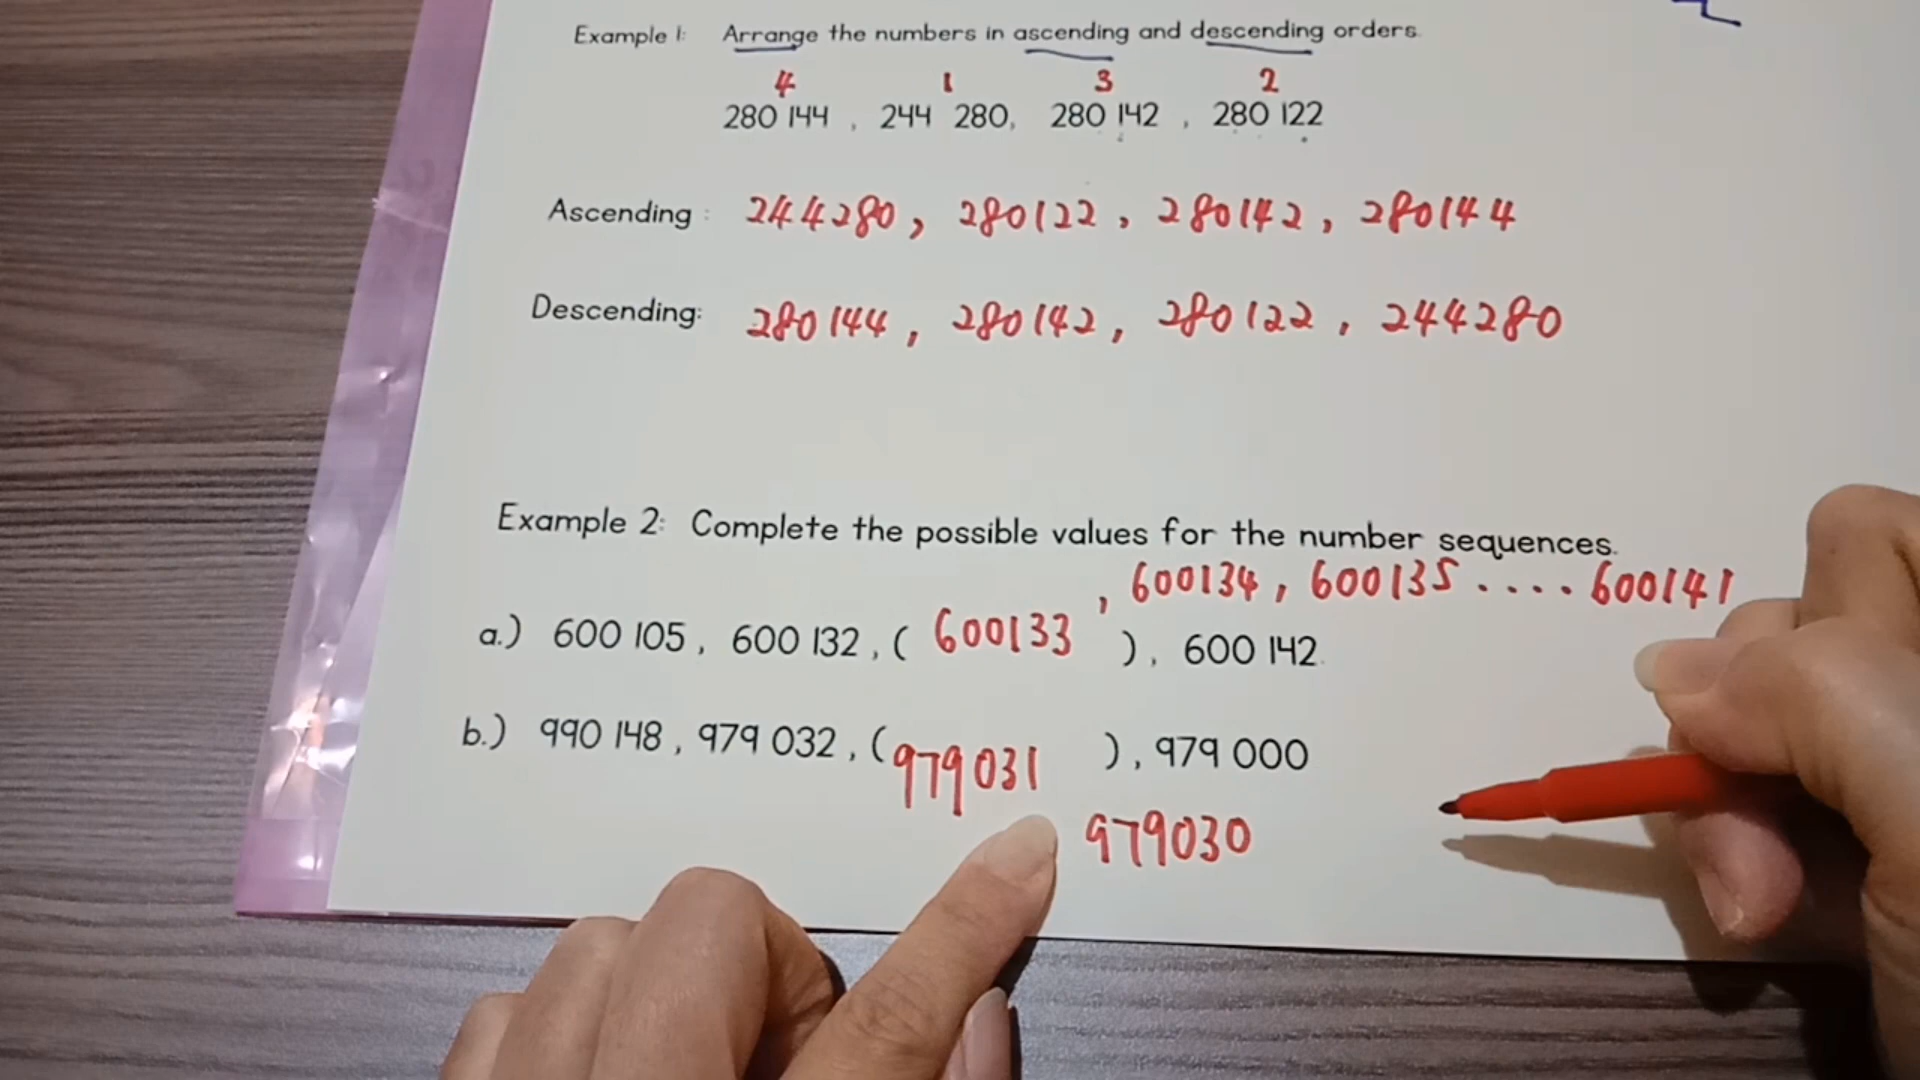 Example 1: Arrange the numbers in ascending and descending orders.
4 1 3 2
280 144 , 244 280, 280 142 , 280 122
Ascending : 244280, 280122, 280142, 280144
Descending: 280144, 280142, 280122, 244280
Example 2: Complete the possible values for the number sequences.
, 600134, 600135 .... 600141
a.) 600 105, 600 132, ( 600133 ), 600 142.
b.) 990 148, 979 032, ( 979031 ), 979 000
979030